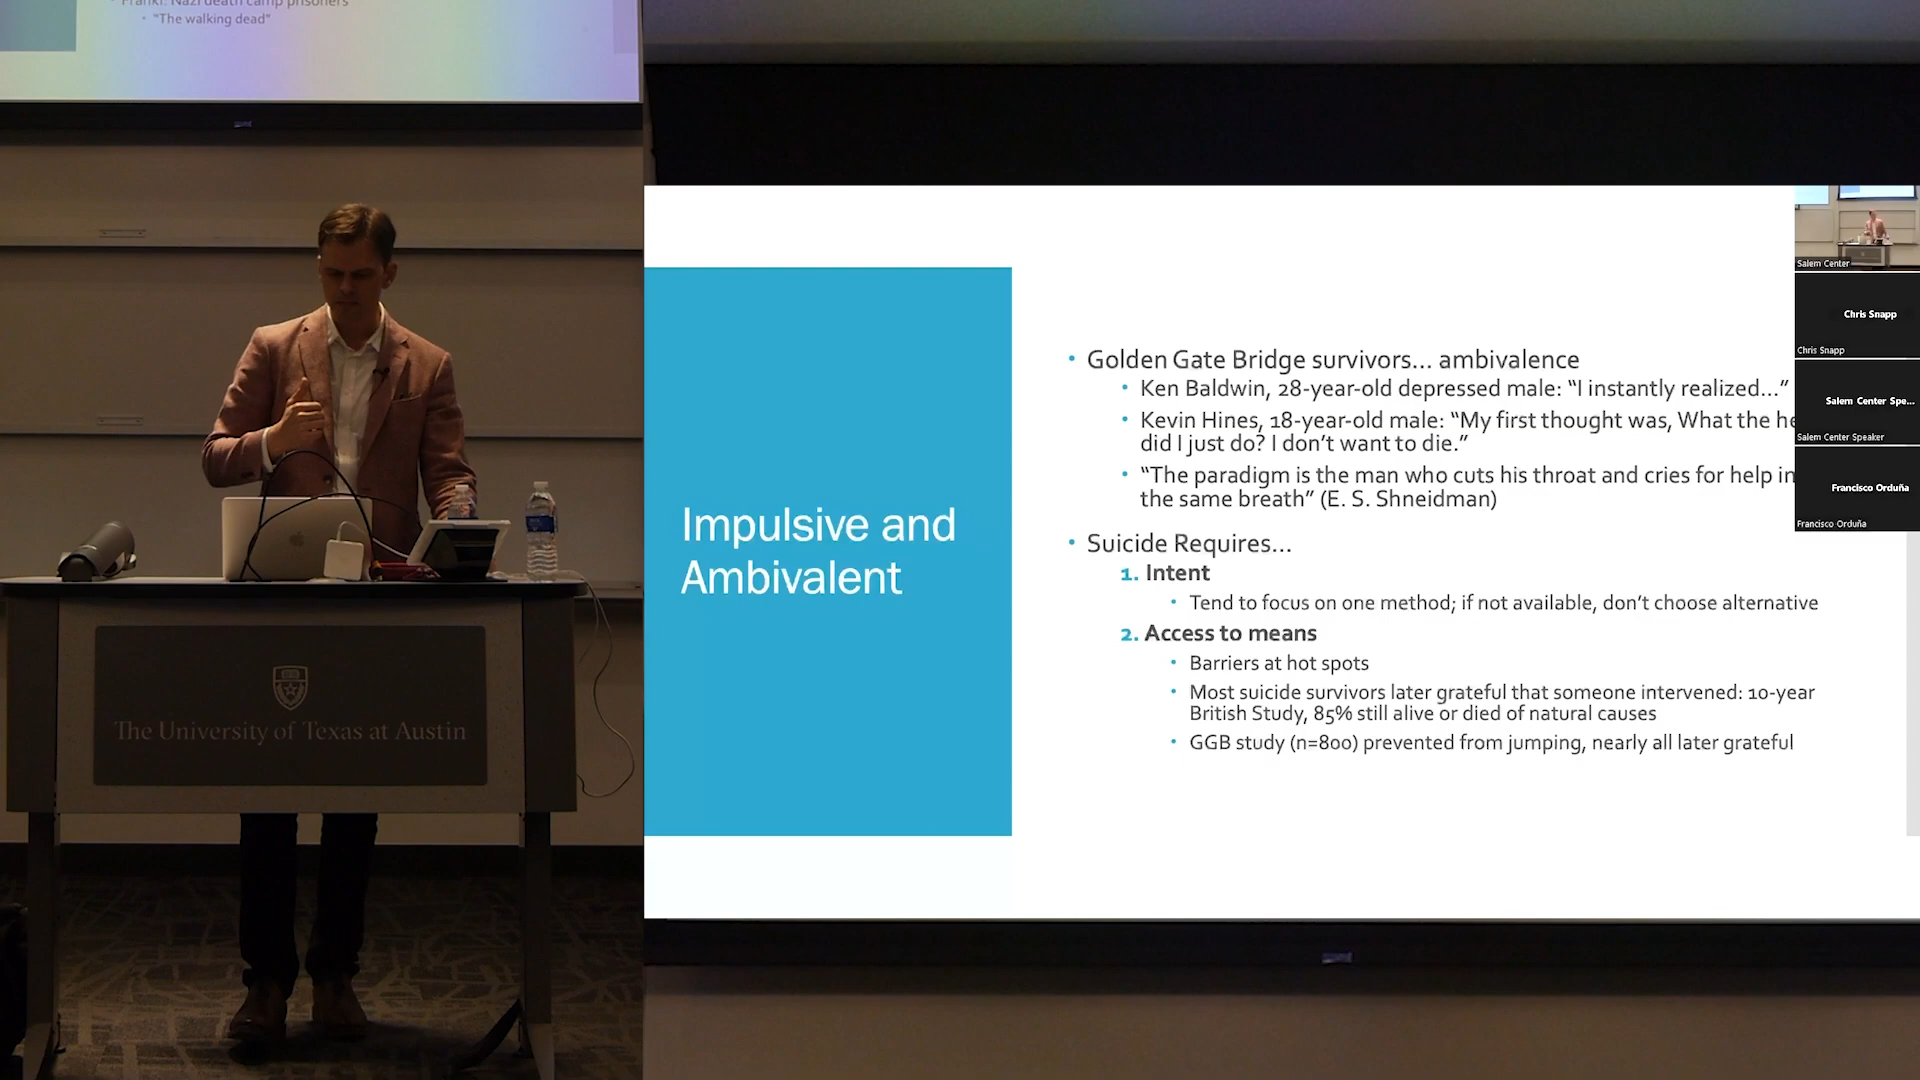 Frankl: Nazi death camp prisoners
• "The walking dead"
The University of Texas at Austin
Impulsive and
Ambivalent
• Golden Gate Bridge survivors… ambivalence
• Ken Baldwin, 28-year-old depressed male: “I instantly realized…”
• Kevin Hines, 18-year-old male: “My first thought was, What the he
did I just do? I don’t want to die.”
• “The paradigm is the man who cuts his throat and cries for help in
the same breath” (E. S. Shneidman)
• Suicide Requires…
1. Intent
• Tend to focus on one method; if not available, don’t choose alternative
2. Access to means
• Barriers at hot spots
• Most suicide survivors later grateful that someone intervened: 10-year
British Study, 85% still alive or died of natural causes
• GGB study (n=800) prevented from jumping, nearly all later grateful
Salem Center
Chris Snapp
Chris Snapp
Salem Center Spe...
Salem Center Speaker
Francisco Orduña
Francisco Orduña